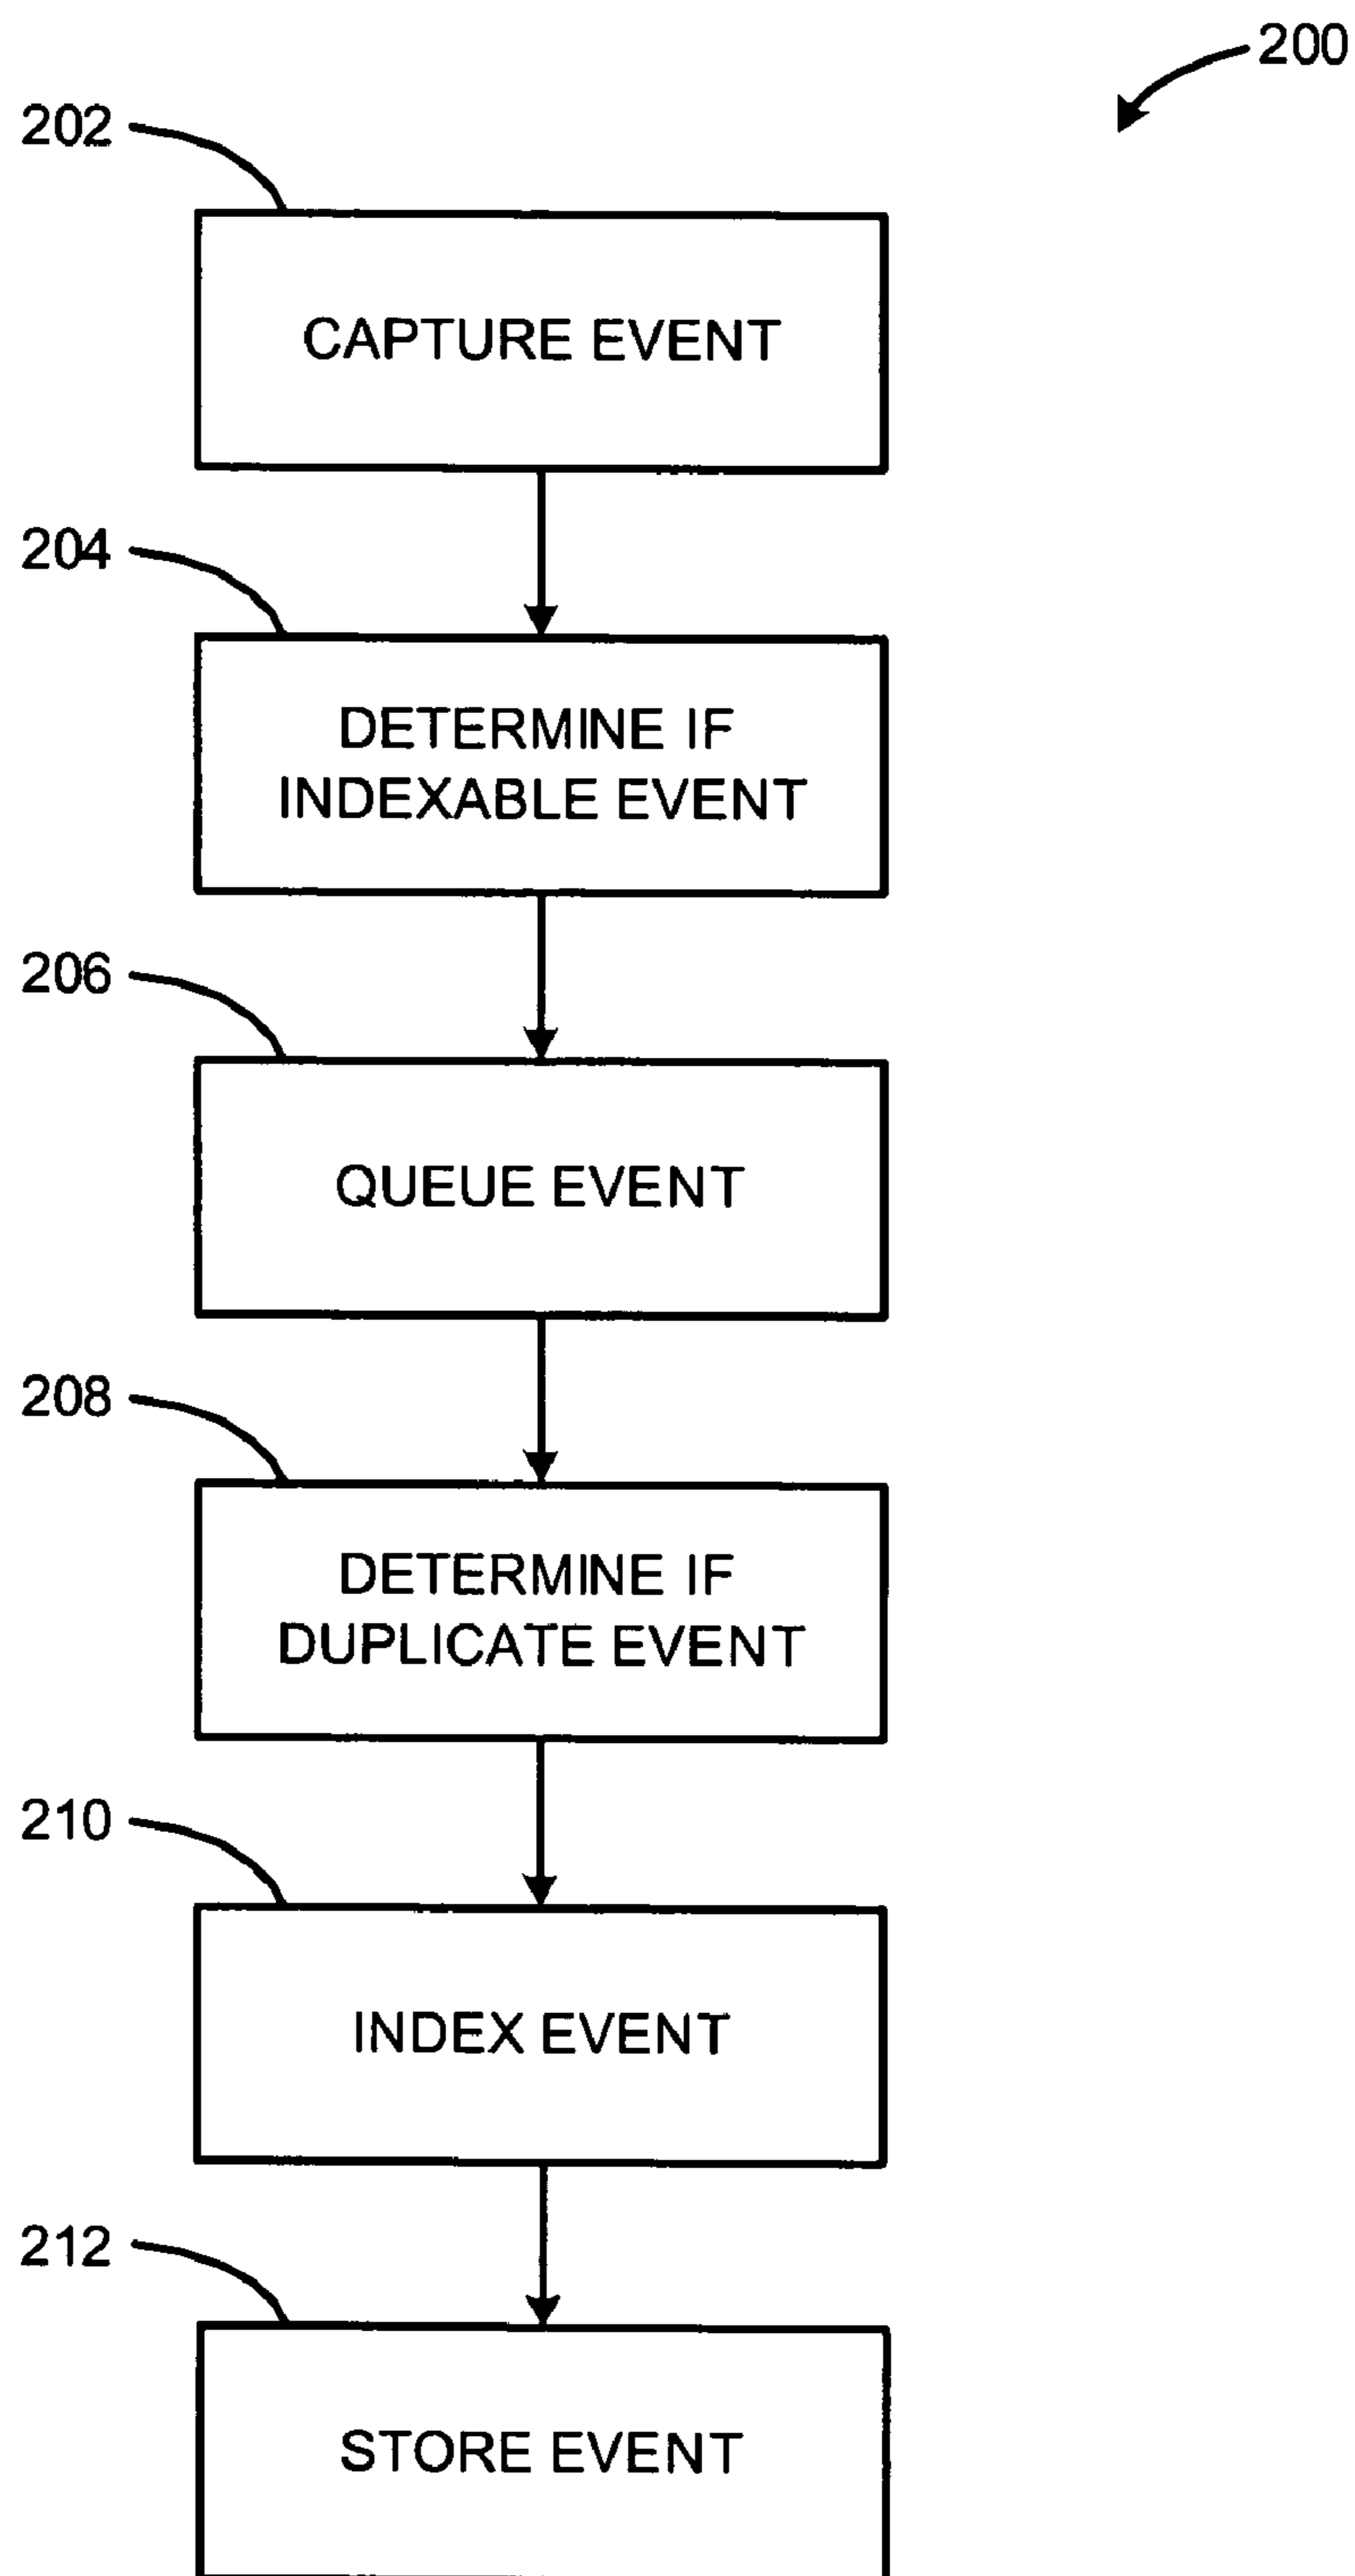 200
202
CAPTURE EVENT
204
DETERMINE IF
INDEXABLE EVENT
206
QUEUE EVENT
208
DETERMINE IF
DUPLICATE EVENT
210
INDEX EVENT
212
STORE EVENT